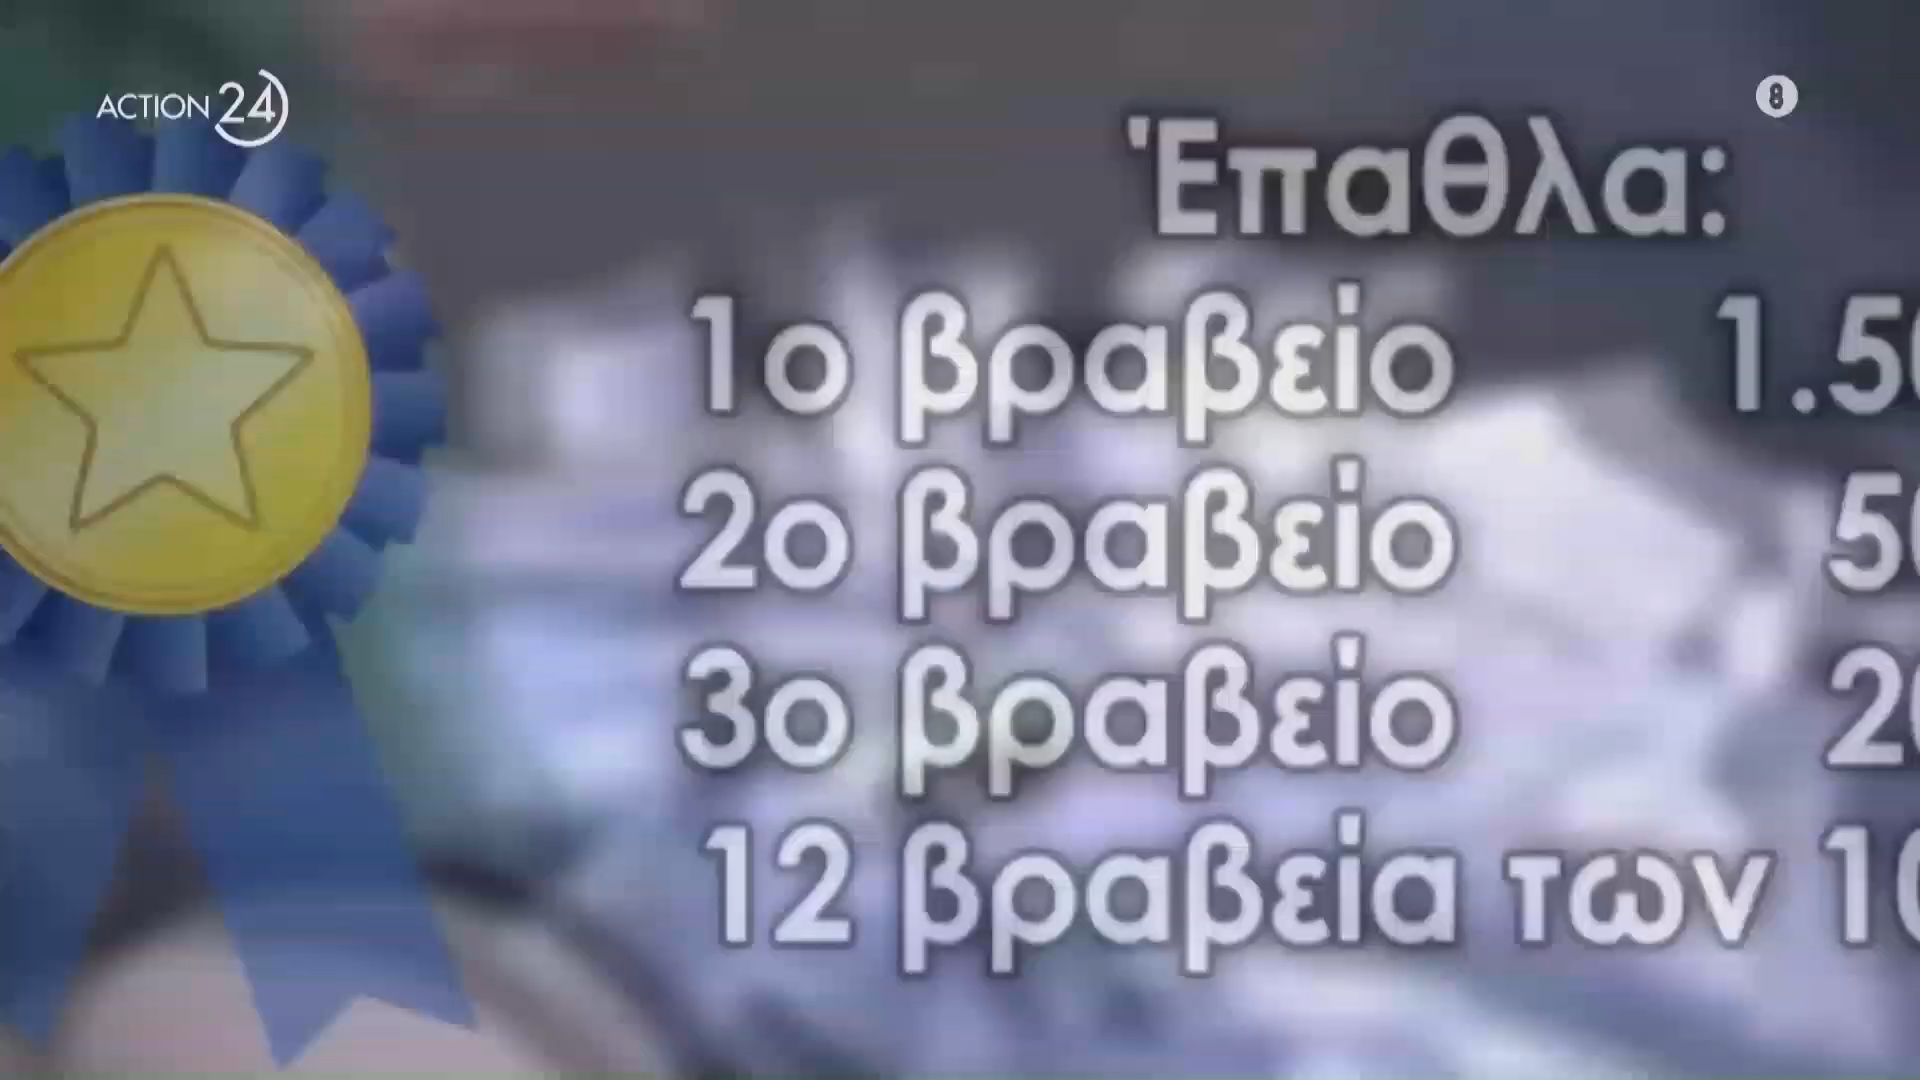 ACTION 24
8
Έπαθλα:
1ο βραβείο 1.50
2ο βραβείο 50
3ο βραβείο 20
12 βραβεία των 10